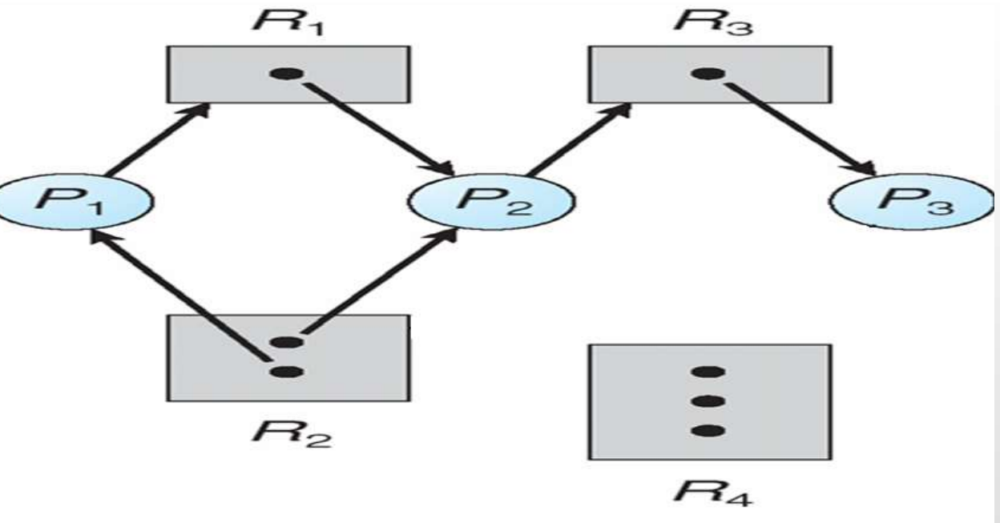 R₁ R₃
P₁ P₂ P₃
R₂
R₄